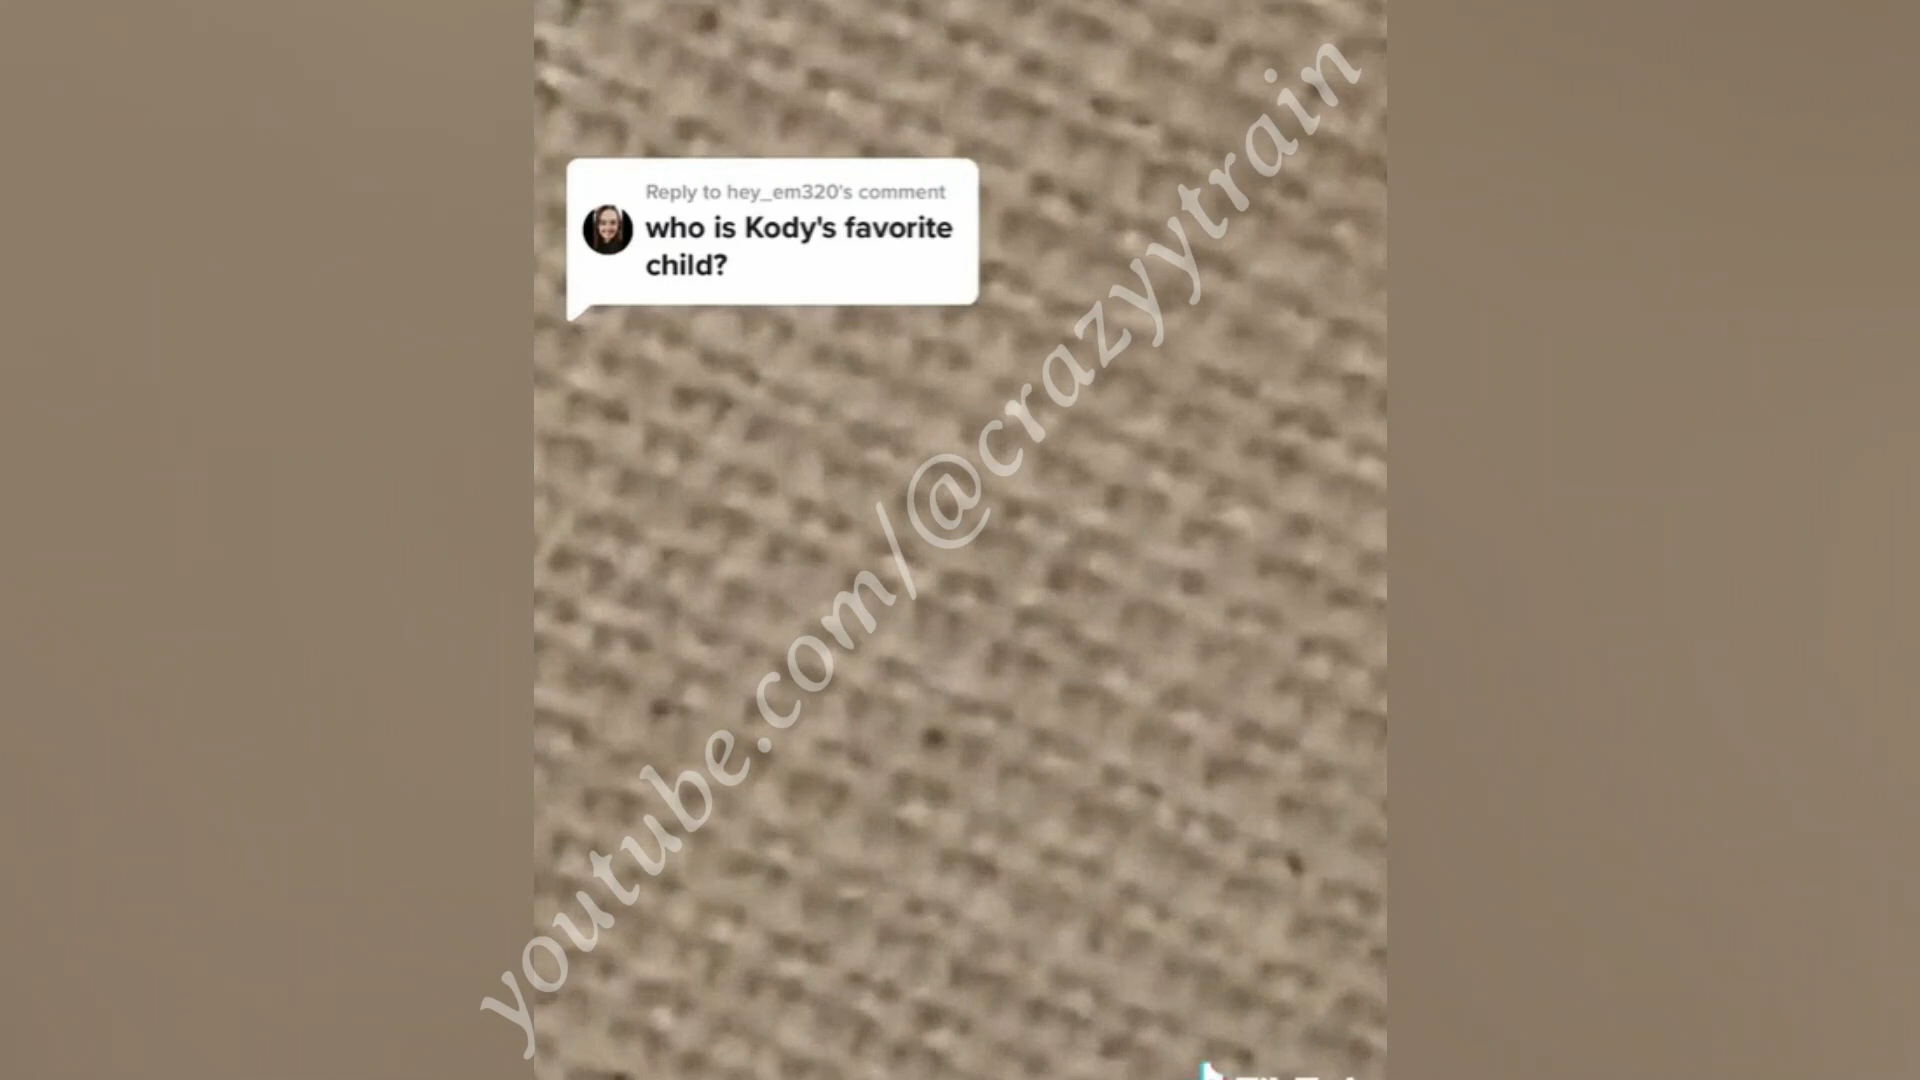 Reply to hey_em320's comment
who is Kody's favorite
child?
youtube.com/@crazyytrain